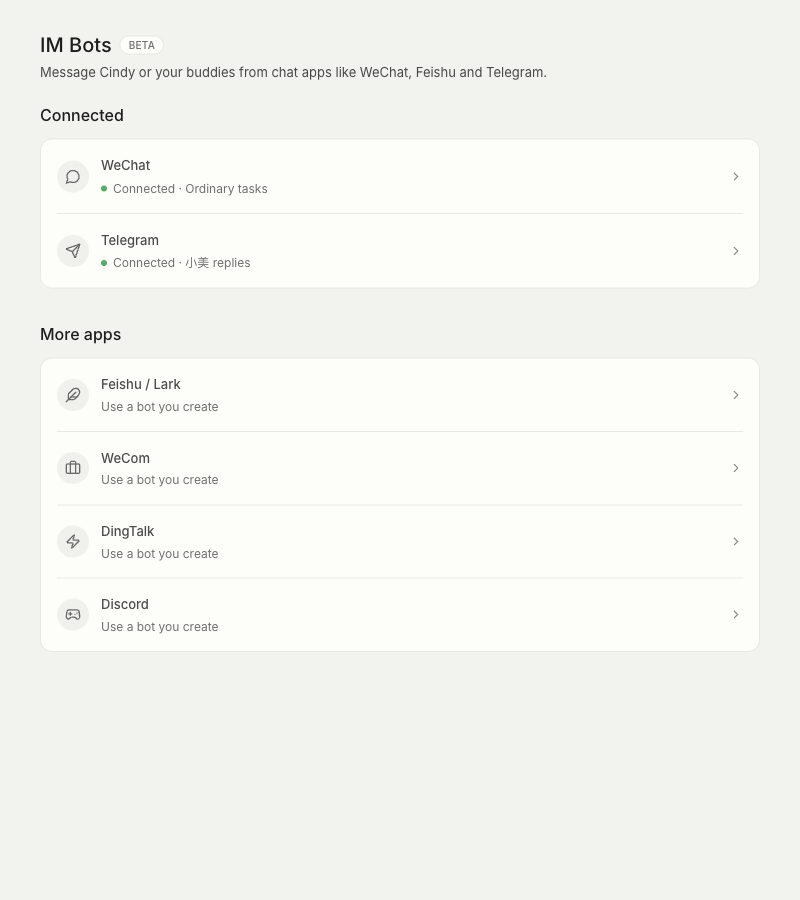 IM Bots BETA
Message Cindy or your buddies from chat apps like WeChat, Feishu and Telegram.
Connected
WeChat
Connected · Ordinary tasks
Telegram
Connected · 小美 replies
More apps
Feishu / Lark
Use a bot you create
WeCom
Use a bot you create
DingTalk
Use a bot you create
Discord
Use a bot you create